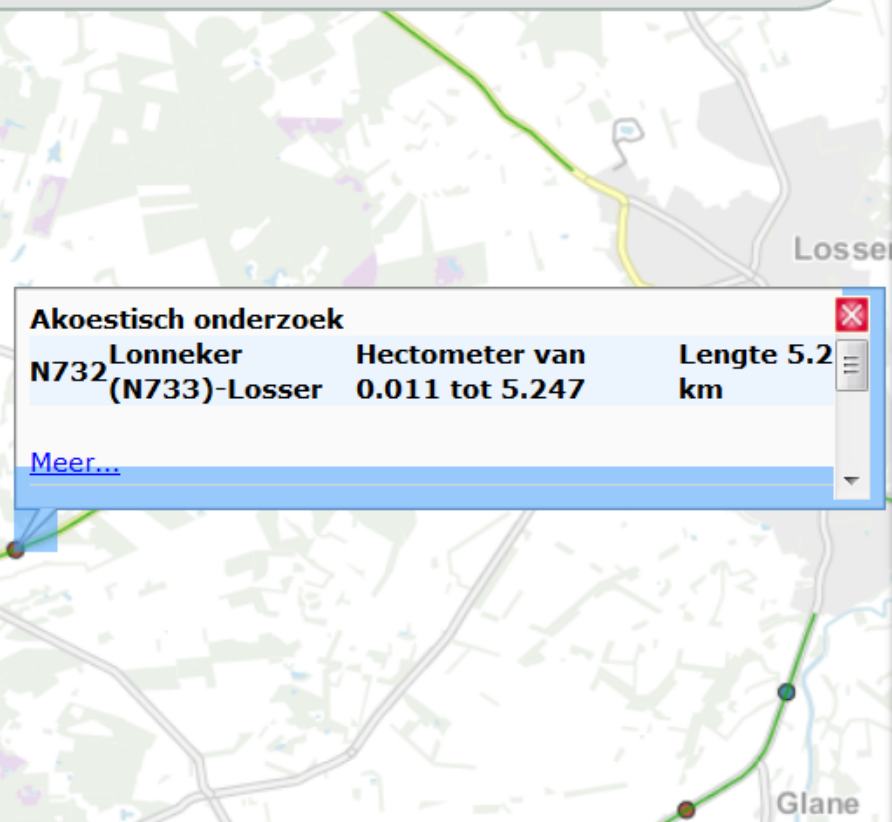 Losser
Akoestisch onderzoek
N732 Lonneker (N733)-Losser Hectometer van 0.011 tot 5.247 Lengte 5.2 km
Meer...
Glane